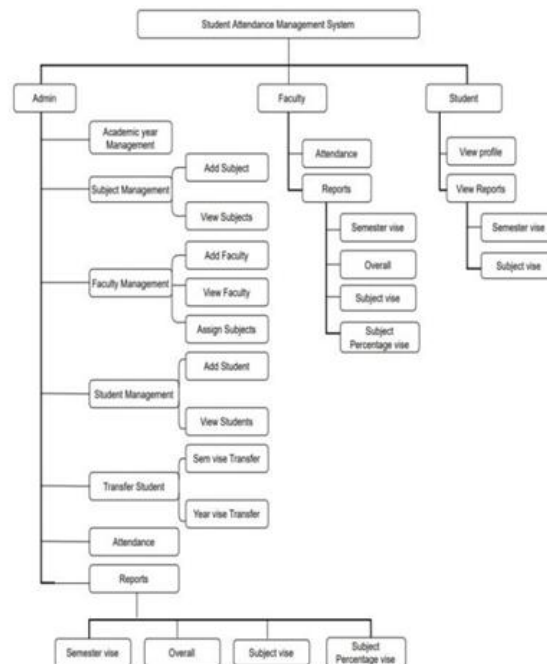 Student Attendance Management System
Admin
Faculty
Student
Academic year
Management
Subject Management
Add Subject
View Subjects
Faculty Management
Add Faculty
View Faculty
Assign Subjects
Student Management
Add Student
View Students
Transfer Student
Sem vise Transfer
Year vise Transfer
Attendance
Reports
Semester vise
Overall
Subject vise
Subject
Percentage vise
Attendance
Reports
Semester vise
Overall
Subject vise
Subject
Percentage vise
View profile
View Reports
Semester vise
Subject vise